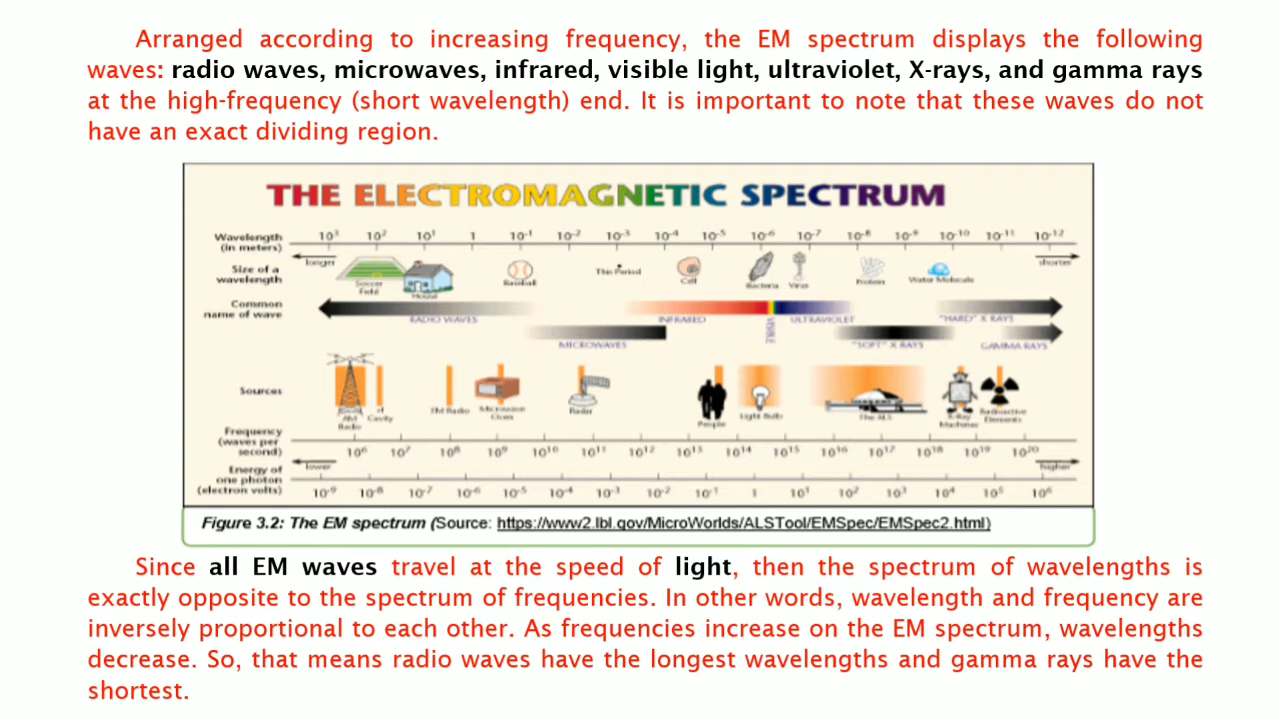 Arranged according to increasing frequency, the EM spectrum displays the following
waves: radio waves, microwaves, infrared, visible light, ultraviolet, X-rays, and gamma rays
at the high-frequency (short wavelength) end. It is important to note that these waves do not
have an exact dividing region.
THE ELECTROMAGNETIC SPECTRUM
Wavelength
(in meters)
10³ 10² 10¹ 1 10⁻¹ 10⁻² 10⁻³ 10⁻⁴ 10⁻⁵ 10⁻⁶ 10⁻⁷ 10⁻⁸ 10⁻⁹ 10⁻¹⁰ 10⁻¹¹ 10⁻¹²
longer shorter
Size of a
wavelength
Soccer
Field
House
Baseball
This Period
Cell
Bacteria
Virus
Protein
Water Molecule
Common
name of wave
RADIO WAVES
INFRARED
VISIBLE
ULTRAVIOLET
"HARD" X RAYS
MICROWAVES
"SOFT" X RAYS
GAMMA RAYS
Sources
AM
Radio
Cavity
FM Radio
Microwave
Oven
Radar
People
Light Bulb
The ALS
X-Ray
Machines
Radioactive
Elements
Frequency
(waves per
second)
10⁶ 10⁷ 10⁸ 10⁹ 10¹⁰ 10¹¹ 10¹² 10¹³ 10¹⁴ 10¹⁵ 10¹⁶ 10¹⁷ 10¹⁸ 10¹⁹ 10²⁰
lower higher
Energy of
one photon
(electron volts)
10⁻⁹ 10⁻⁸ 10⁻⁷ 10⁻⁶ 10⁻⁵ 10⁻⁴ 10⁻³ 10⁻² 10⁻¹ 1 10¹ 10² 10³ 10⁴ 10⁵ 10⁶
Figure 3.2: The EM spectrum (Source: https://www2.lbl.gov/MicroWorlds/ALSTool/EMSpec/EMSpec2.html)
Since all EM waves travel at the speed of light, then the spectrum of wavelengths is
exactly opposite to the spectrum of frequencies. In other words, wavelength and frequency are
inversely proportional to each other. As frequencies increase on the EM spectrum, wavelengths
decrease. So, that means radio waves have the longest wavelengths and gamma rays have the
shortest.